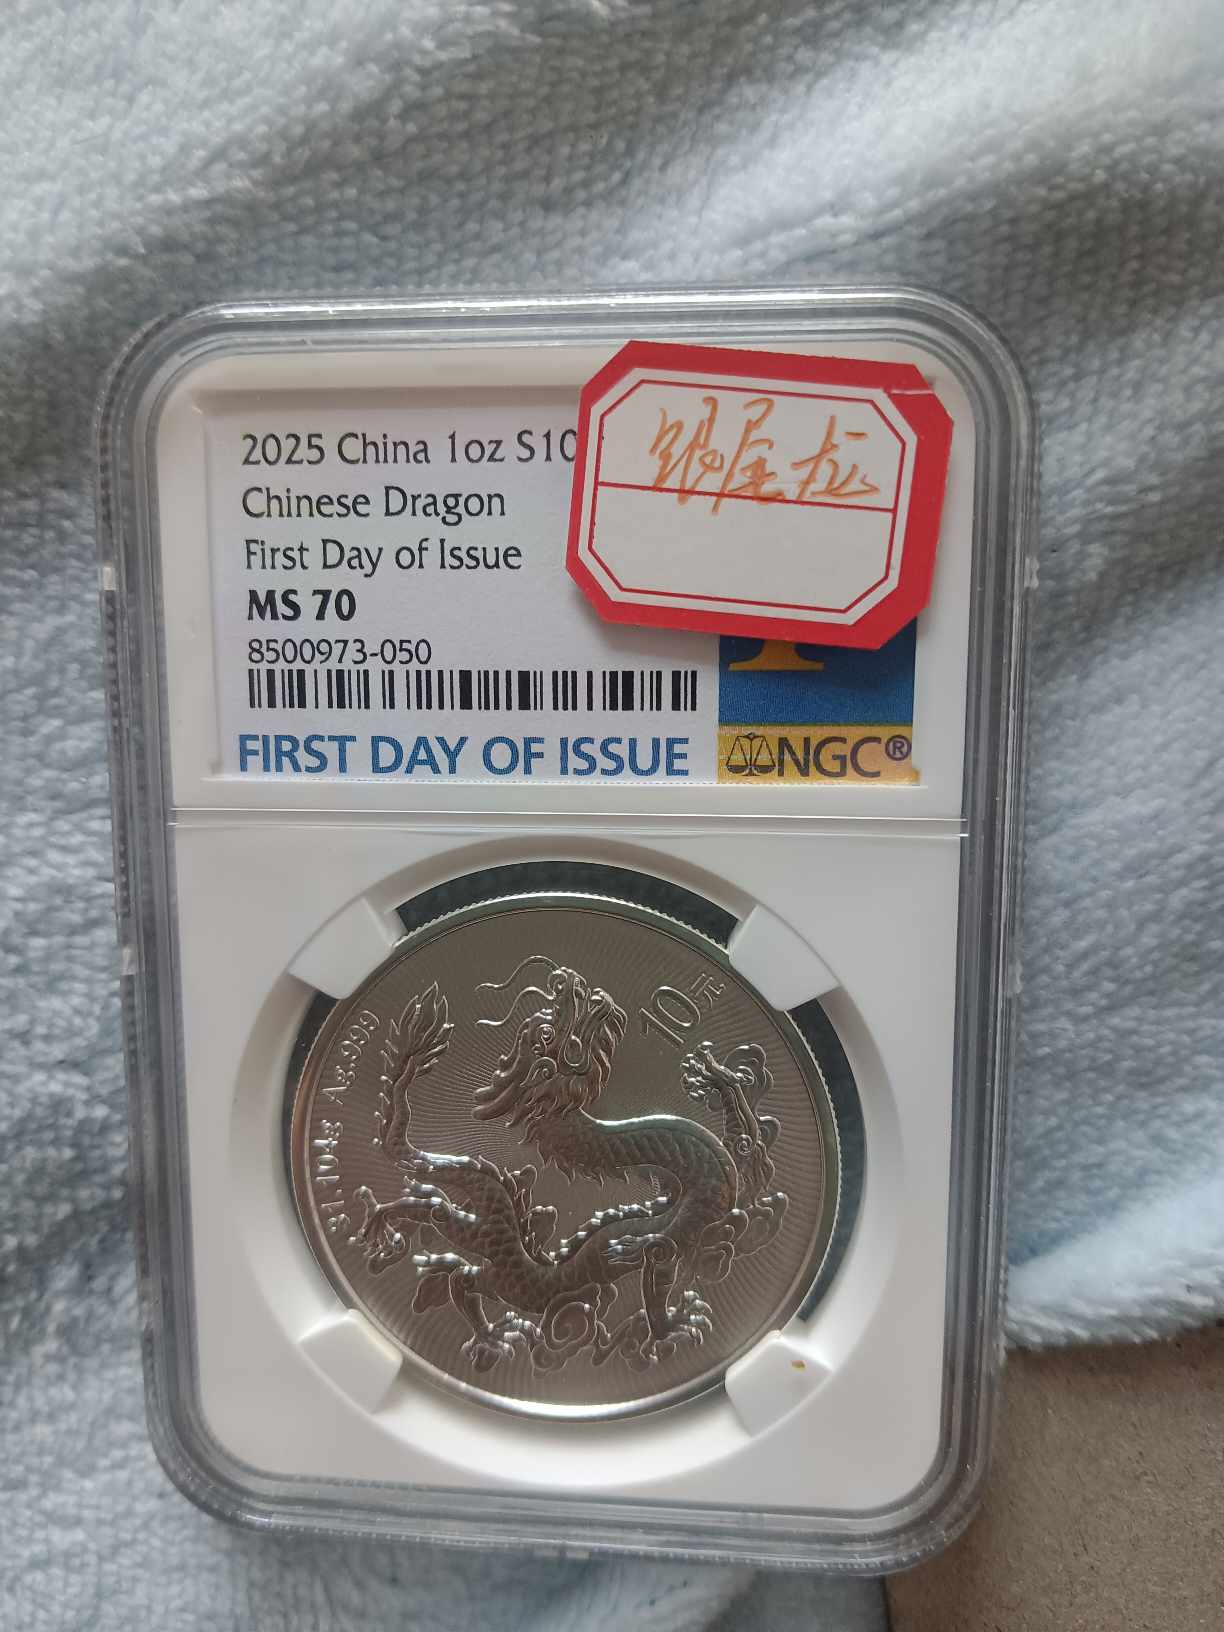 2025 China 1oz S10
Chinese Dragon
First Day of Issue
MS 70
8500973-050
FIRST DAY OF ISSUE
NGC®
银尾龙
10元
31.104g Ag.999